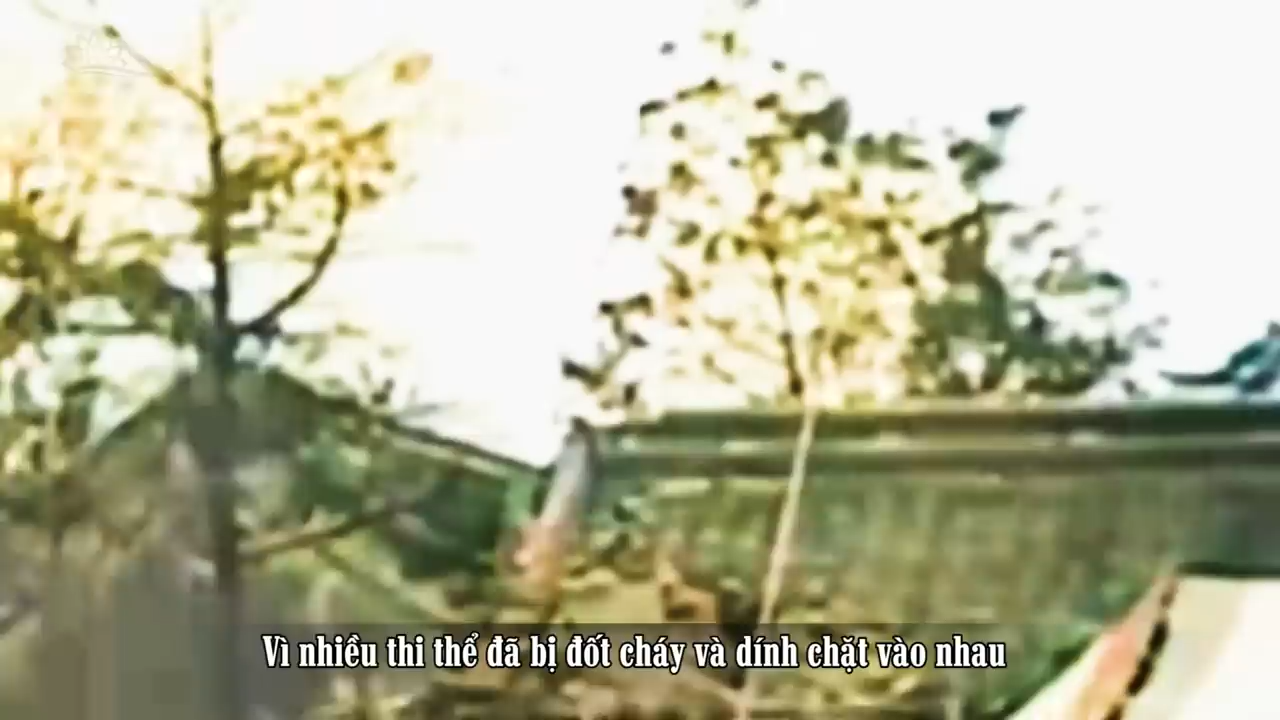 Vì nhiều thi thể đã bị đốt cháy và dính chặt vào nhau